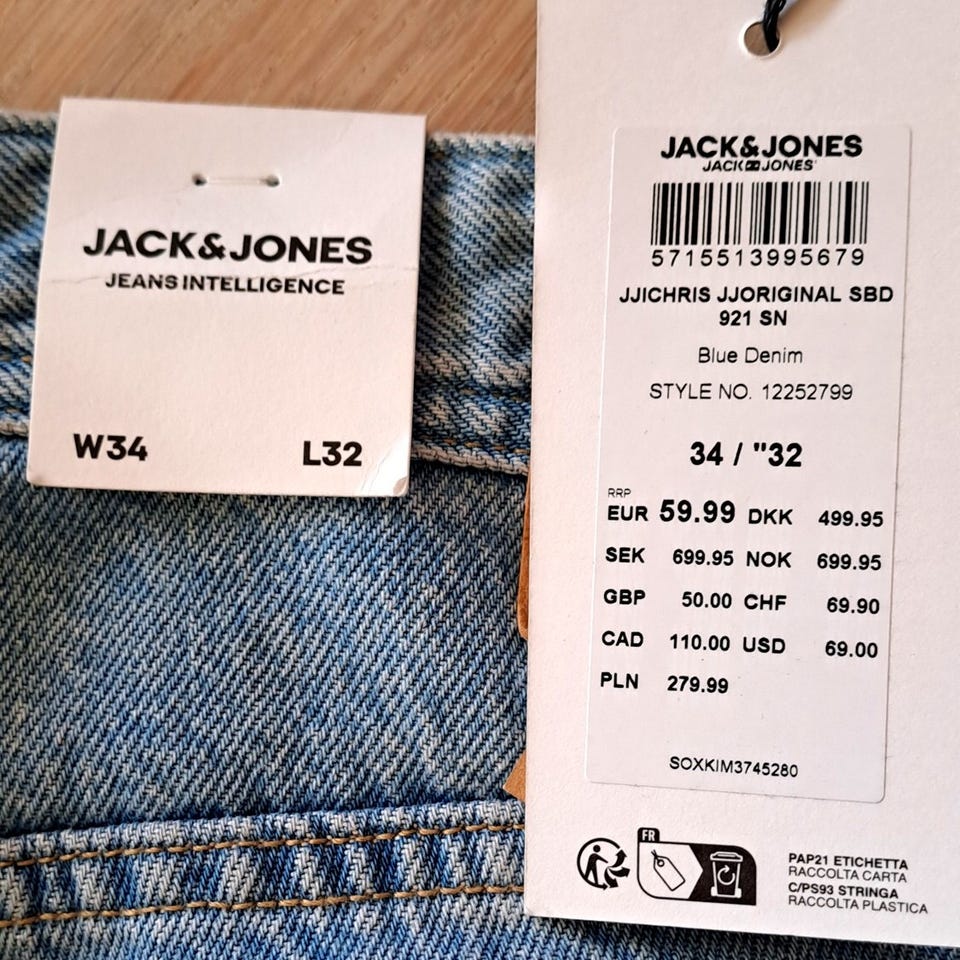 JACK&JONES
JEANS INTELLIGENCE
W34 L32
JACK&JONES
JACK JONES
5715513995679
JJICHRIS JJORIGINAL SBD
921 SN
Blue Denim
STYLE NO. 12252799
34 / "32
RRP
EUR 59.99 DKK 499.95
SEK 699.95 NOK 699.95
GBP 50.00 CHF 69.90
CAD 110.00 USD 69.00
PLN 279.99
SOXKIM3745280
FR
PAP21 ETICHETTA
RACCOLTA CARTA
C/PS93 STRINGA
RACCOLTA PLASTICA